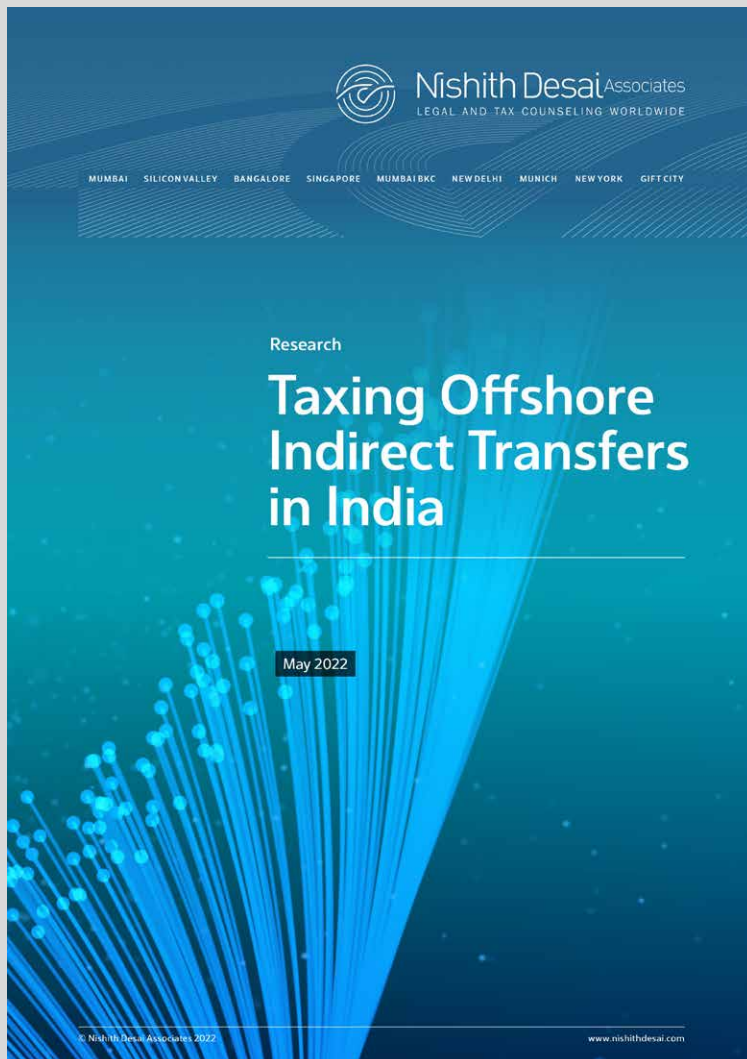 Nishith Desai Associates
LEGAL AND TAX COUNSELING WORLDWIDE
MUMBAI SILICON VALLEY BANGALORE SINGAPORE MUMBAI BKC NEW DELHI MUNICH NEW YORK GIFT CITY
Research
Taxing Offshore
Indirect Transfers
in India
May 2022
© Nishith Desai Associates 2022 www.nishithdesai.com